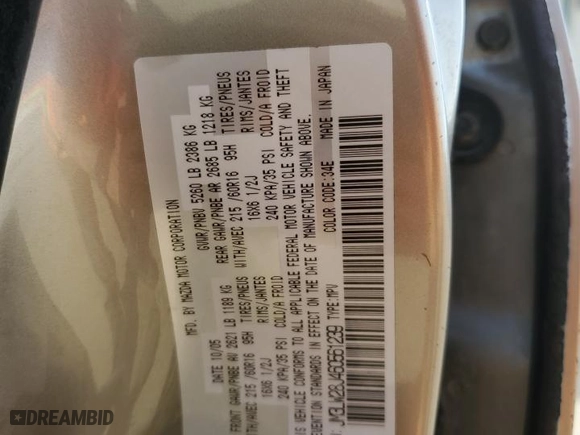 MFD. BY MAZDA MOTOR CORPORATION
DATE 10/05 GVWR/PNBV 5260 LB 2386 KG
FRONT GAWR/PNBE AV 2621 LB 1189 KG REAR GAWR/PNBE AR 2685 LB 1218 KG
WITH/AVEC 215 /60R16 95H TIRES/PNEUS WITH/AVEC 215 /60R16 95H TIRES/PNEUS
16X6 1/2J RIMS/JANTES 16X6 1/2J RIMS/JANTES
240 KPA/35 PSI COLD/A FROID 240 KPA/35 PSI COLD/A FROID
THIS VEHICLE CONFORMS TO ALL APPLICABLE FEDERAL MOTOR VEHICLE SAFETY AND THEFT
PREVENTION STANDARDS IN EFFECT ON THE DATE OF MANUFACTURE SHOWN ABOVE.
TYPE:MPV COLOR CODE:34E MADE IN JAPAN
DREAMBID